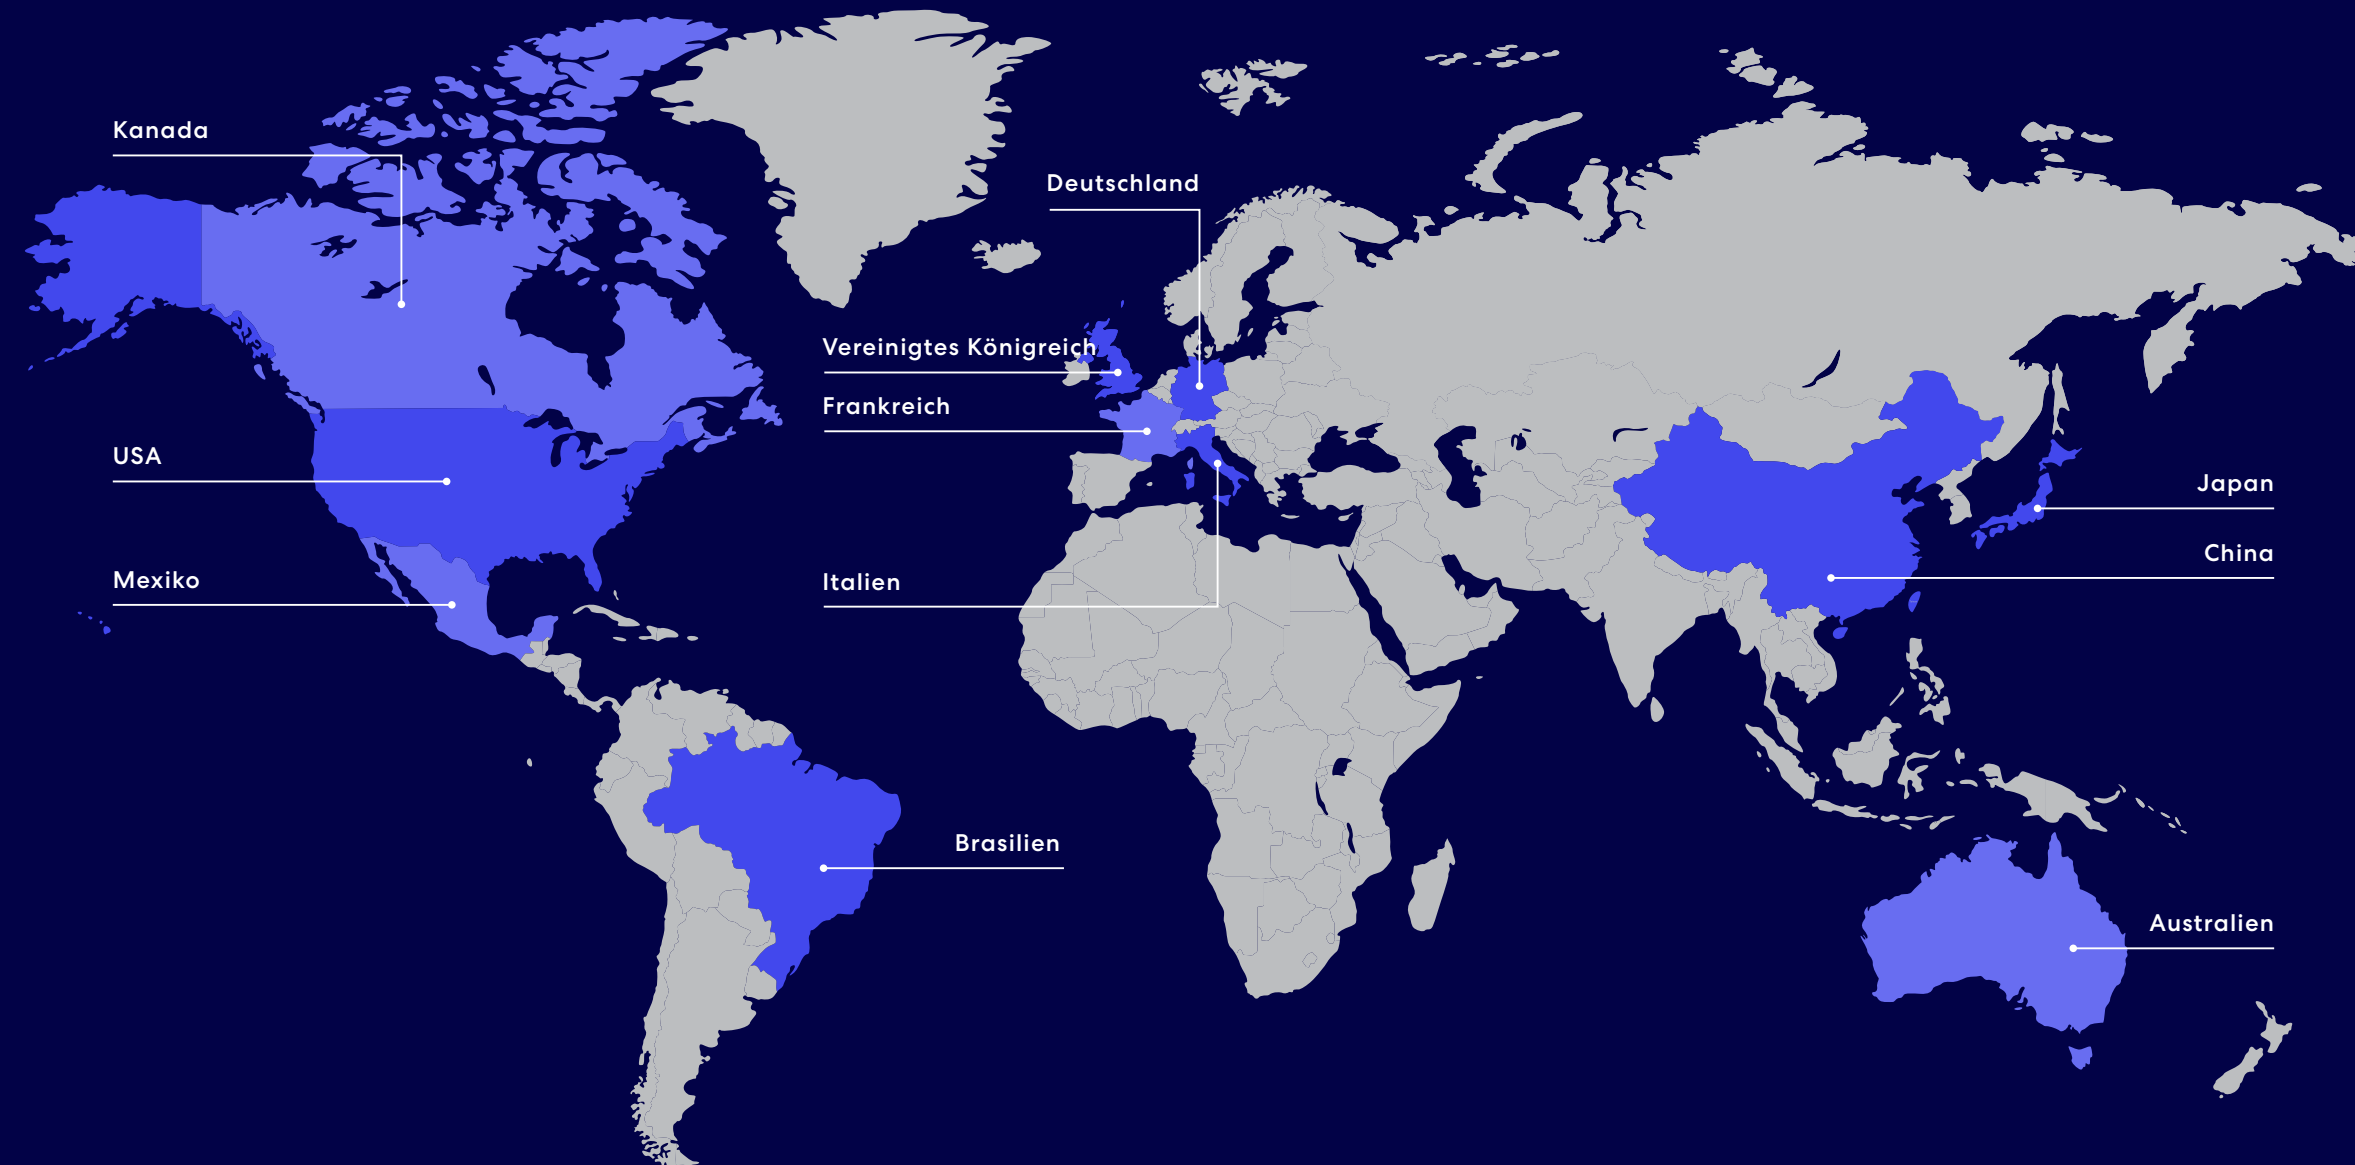 Kanada
Deutschland
Vereinigtes Königreich
Frankreich
USA
Japan
China
Mexiko
Italien
Brasilien
Australien